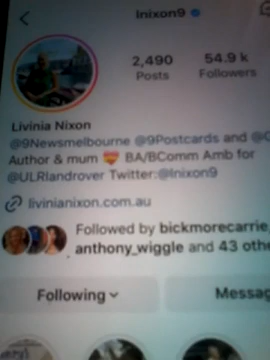 lnixon9
2,490 54.9 k
Posts Followers
Livinia Nixon
@9Newsmelbourne @9Postcards and
Author & mum BA/BComm Amb for
@ULRlandrover Twitter:@lnixon9
livinianixon.com.au
Followed by bickmorecarrie,
anthony_wiggle and 43 othe
Following Messag